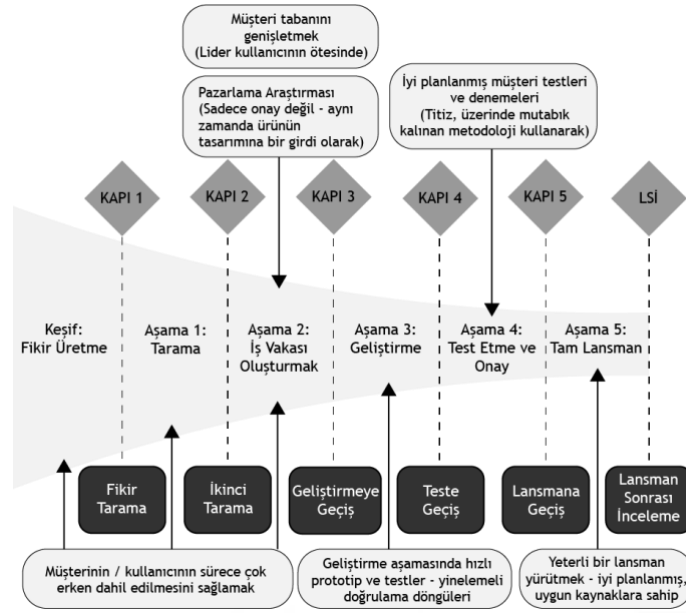 Müşteri tabanını
genişletmek
(Lider kullanıcının ötesinde)
Pazarlama Araştırması
(Sadece onay değil - aynı
zamanda ürünün
tasarımına bir girdi olarak)
İyi planlanmış müşteri testleri
ve denemeleri
(Titiz, üzerinde mutabık
kalınan metodoloji kullanarak)
KAPI 1
KAPI 2
KAPI 3
KAPI 4
KAPI 5
LSİ
Keşif:
Fikir Üretme
Aşama 1:
Tarama
Aşama 2:
İş Vakası
Oluşturmak
Aşama 3:
Geliştirme
Aşama 4:
Test Etme ve
Onay
Aşama 5:
Tam Lansman
Fikir
Tarama
İkinci
Tarama
Geliştirmeye
Geçiş
Teste
Geçiş
Lansmana
Geçiş
Lansman
Sonrası
İnceleme
Müşterinin / kullanıcının sürece çok
erken dahil edilmesini sağlamak
Geliştirme aşamasında hızlı
prototip ve testler - yinelemeli
doğrulama döngüleri
Yeterli bir lansman
yürütmek - iyi planlanmış,
uygun kaynaklara sahip